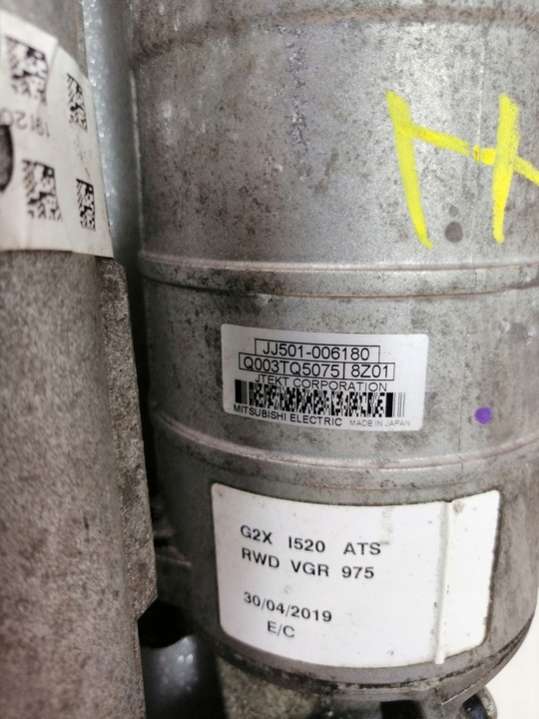 JJ501-006180
Q003TQ5075 8Z01
JTEKT CORPORATION
MITSUBISHI ELECTRIC MADE IN JAPAN
G2X I520 ATS
RWD VGR 975
30/04/2019
E/C